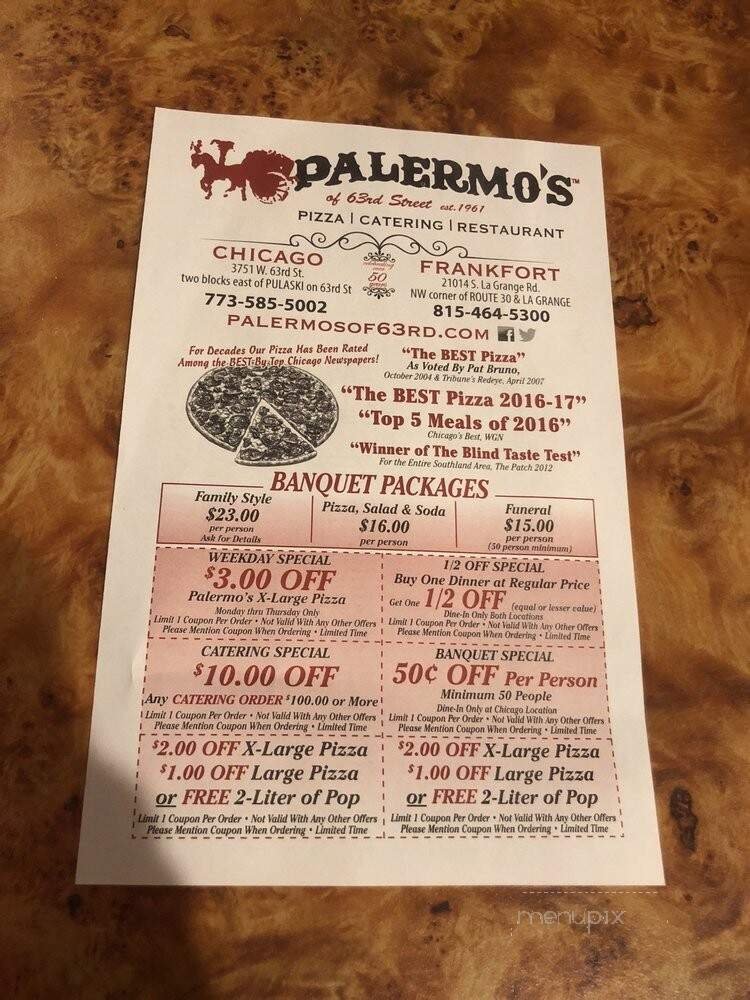 PALERMO'S™
of 63rd Street est. 1961
PIZZA | CATERING | RESTAURANT
CHICAGO
3751 W. 63rd St.
two blocks east of PULASKI on 63rd St
773-585-5002
celebrating
over
50
years
FRANKFORT
21014 S. La Grange Rd.
NW corner of ROUTE 30 & LA GRANGE
815-464-5300
PALERMOSOF63RD.COM
For Decades Our Pizza Has Been Rated
Among the BEST By Top Chicago Newspapers!
“The BEST Pizza”
As Voted By Pat Bruno,
October 2004 & Tribune's Redeye, April 2007
“The BEST Pizza 2016-17”
“Top 5 Meals of 2016”
Chicago's Best, WGN
“Winner of The Blind Taste Test”
For the Entire Southland Area, The Patch 2012
BANQUET PACKAGES
Family Style
$23.00
per person
Ask for Details
Pizza, Salad & Soda
$16.00
per person
Funeral
$15.00
per person
(50 person minimum)
WEEKDAY SPECIAL
$3.00 OFF
Palermo's X-Large Pizza
Monday thru Thursday Only
Limit 1 Coupon Per Order • Not Valid With Any Other Offers
Please Mention Coupon When Ordering • Limited Time
1/2 OFF SPECIAL
Buy One Dinner at Regular Price
Get One 1/2 OFF (equal or lesser value)
Dine-In Only Both Locations
Limit 1 Coupon Per Order • Not Valid With Any Other Offers
Please Mention Coupon When Ordering • Limited Time
CATERING SPECIAL
$10.00 OFF
Any CATERING ORDER $100.00 or More
Limit 1 Coupon Per Order • Not Valid With Any Other Offers
Please Mention Coupon When Ordering • Limited Time
BANQUET SPECIAL
50¢ OFF Per Person
Minimum 50 People
Dine-In Only at Chicago Location
Limit 1 Coupon Per Order • Not Valid With Any Other Offers
Please Mention Coupon When Ordering • Limited Time
$2.00 OFF X-Large Pizza
$1.00 OFF Large Pizza
or FREE 2-Liter of Pop
Limit 1 Coupon Per Order • Not Valid With Any Other Offers
Please Mention Coupon When Ordering • Limited Time
$2.00 OFF X-Large Pizza
$1.00 OFF Large Pizza
or FREE 2-Liter of Pop
Limit 1 Coupon Per Order • Not Valid With Any Other Offers
Please Mention Coupon When Ordering • Limited Time
menupix